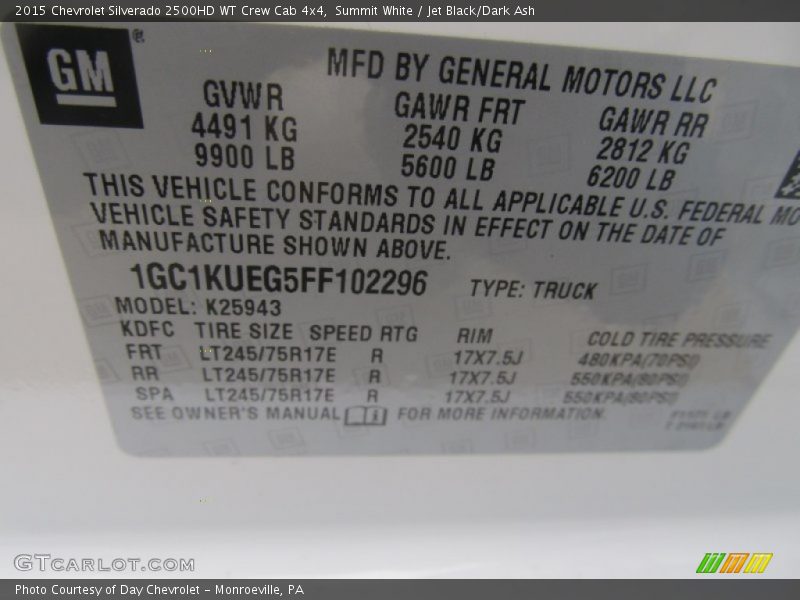 2015 Chevrolet Silverado 2500HD WT Crew Cab 4x4, Summit White / Jet Black/Dark Ash
GM
MFD BY GENERAL MOTORS LLC
GVWR GAWR FRT GAWR RR
4491 KG 2540 KG 2812 KG
9900 LB 5600 LB 6200 LB
THIS VEHICLE CONFORMS TO ALL APPLICABLE U.S. FEDERAL MO
VEHICLE SAFETY STANDARDS IN EFFECT ON THE DATE OF
MANUFACTURE SHOWN ABOVE.
1GC1KUEG5FF102296 TYPE: TRUCK
MODEL: K25943
KDFC TIRE SIZE SPEED RTG RIM COLD TIRE PRESSURE
FRT LT245/75R17E R 17X7.5J 480KPA(70PSI)
RR LT245/75R17E R 17X7.5J 550KPA(80PSI)
SPA LT245/75R17E R 17X7.5J 550KPA(80PSI)
SEE OWNER'S MANUAL FOR MORE INFORMATION.
GTCARLOT.COM
Photo Courtesy of Day Chevrolet - Monroeville, PA